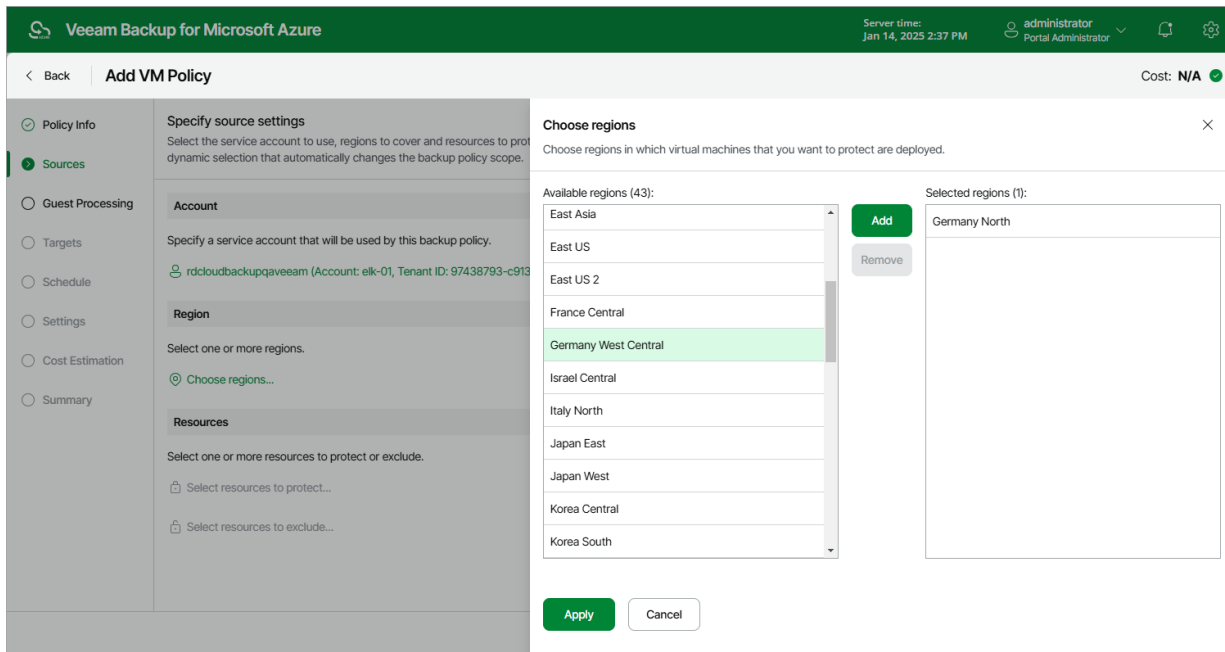 Veeam Backup for Microsoft Azure
Server time:
Jan 14, 2025 2:37 PM
administrator
Portal Administrator
Back
Add VM Policy
Cost: N/A
Policy Info
Sources
Guest Processing
Targets
Schedule
Settings
Cost Estimation
Summary
Specify source settings
Select the service account to use, regions to cover and resources to prot
dynamic selection that automatically changes the backup policy scope.
Account
Specify a service account that will be used by this backup policy.
rdcloudbackupqaveeam (Account: elk-01, Tenant ID: 97438793-c913
Region
Select one or more regions.
Choose regions...
Resources
Select one or more resources to protect or exclude.
Select resources to protect...
Select resources to exclude...
Choose regions
Choose regions in which virtual machines that you want to protect are deployed.
Available regions (43):
East Asia
East US
East US 2
France Central
Germany West Central
Israel Central
Italy North
Japan East
Japan West
Korea Central
Korea South
Add
Remove
Selected regions (1):
Germany North
Apply
Cancel